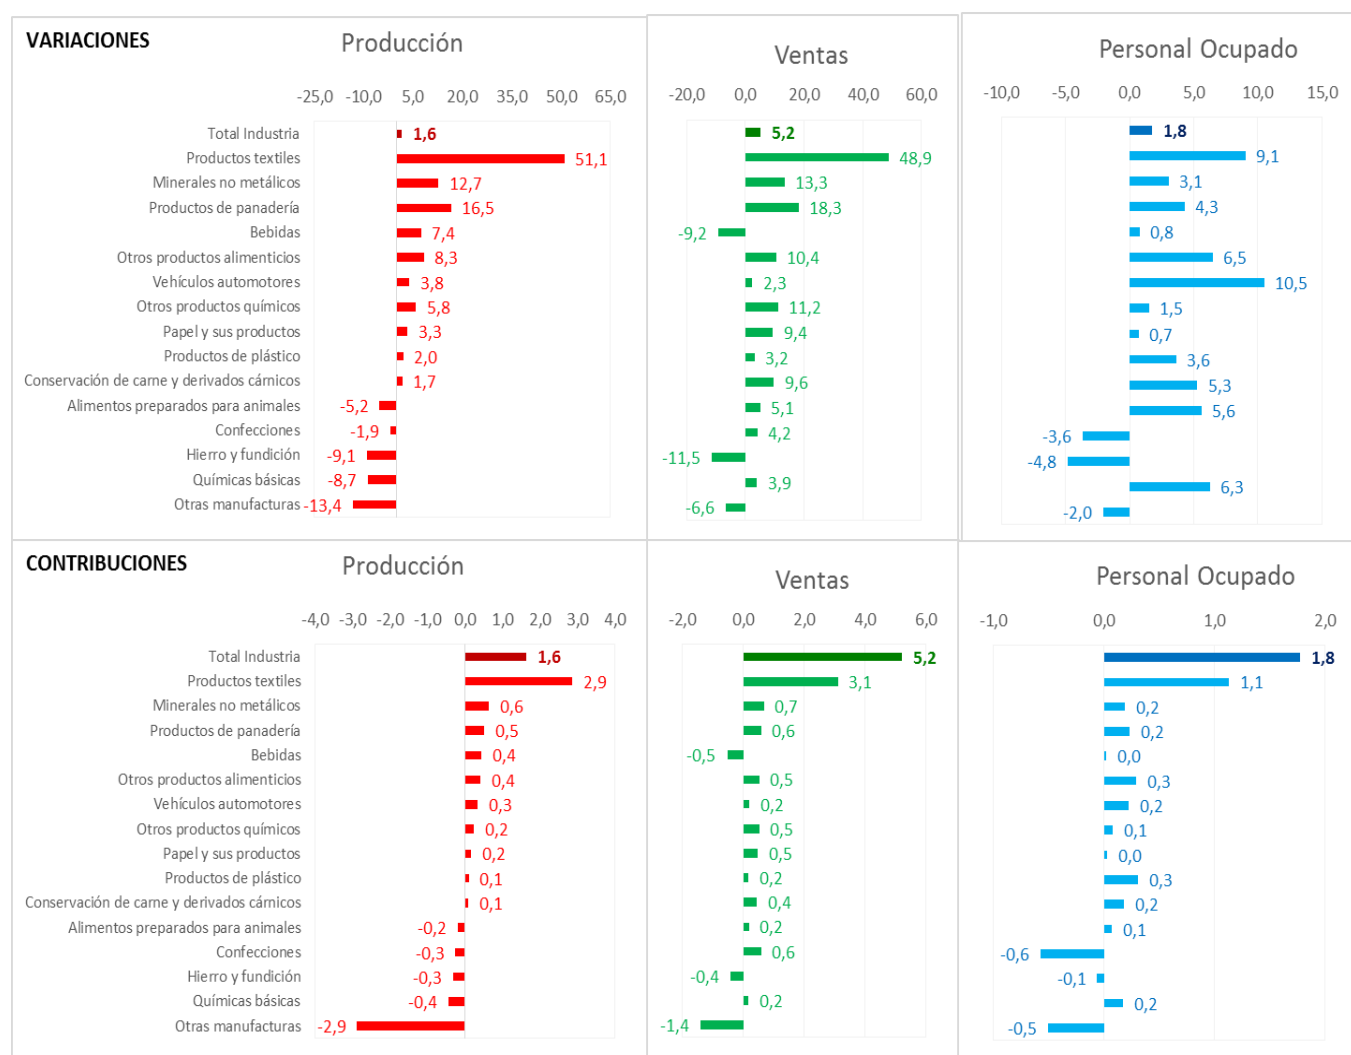 VARIACIONES
Producción
Ventas
Personal Ocupado
-25,0 -10,0 5,0 20,0 35,0 50,0 65,0
-20,0 0,0 20,0 40,0 60,0
-10,0 -5,0 0,0 5,0 10,0 15,0
Total Industria 1,6 5,2 1,8
Productos textiles 51,1 48,9 9,1
Minerales no metálicos 12,7 13,3 3,1
Productos de panadería 16,5 18,3 4,3
Bebidas 7,4 -9,2 0,8
Otros productos alimenticios 8,3 10,4 6,5
Vehículos automotores 3,8 2,3 10,5
Otros productos químicos 5,8 11,2 1,5
Papel y sus productos 3,3 9,4 0,7
Productos de plástico 2,0 3,2 3,6
Conservación de carne y derivados cárnicos 1,7 9,6 5,3
Alimentos preparados para animales -5,2 5,1 5,6
Confecciones -1,9 4,2 -3,6
Hierro y fundición -9,1 -11,5 -4,8
Químicas básicas -8,7 3,9 6,3
Otras manufacturas -13,4 -6,6 -2,0
CONTRIBUCIONES
Producción
Ventas
Personal Ocupado
-4,0 -3,0 -2,0 -1,0 0,0 1,0 2,0 3,0 4,0
-2,0 0,0 2,0 4,0 6,0
-1,0 0,0 1,0 2,0
Total Industria 1,6 5,2 1,8
Productos textiles 2,9 3,1 1,1
Minerales no metálicos 0,6 0,7 0,2
Productos de panadería 0,5 0,6 0,2
Bebidas 0,4 -0,5 0,0
Otros productos alimenticios 0,4 0,5 0,3
Vehículos automotores 0,3 0,2 0,2
Otros productos químicos 0,2 0,5 0,1
Papel y sus productos 0,2 0,5 0,0
Productos de plástico 0,1 0,2 0,3
Conservación de carne y derivados cárnicos 0,1 0,4 0,2
Alimentos preparados para animales -0,2 0,2 0,1
Confecciones -0,3 0,6 -0,6
Hierro y fundición -0,3 -0,4 -0,1
Químicas básicas -0,4 0,2 0,2
Otras manufacturas -2,9 -1,4 -0,5